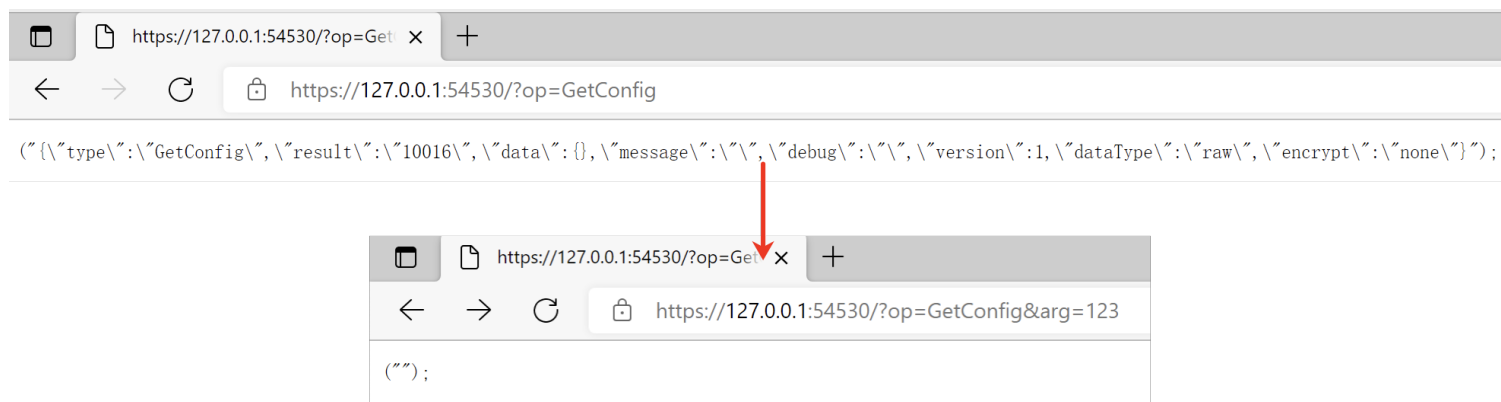 https://127.0.0.1:54530/?op=Get
https://127.0.0.1:54530/?op=GetConfig
("{\"type\":\"GetConfig\",\"result\":\"10016\",\"data\":{},\"message\":\"\",\"debug\":\"\",\"version\":1,\"dataType\":\"raw\",\"encrypt\":\"none\"}");
https://127.0.0.1:54530/?op=Get
https://127.0.0.1:54530/?op=GetConfig&arg=123
("");